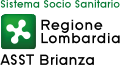 Sistema Socio Sanitario
Regione
Lombardia
ASST Brianza